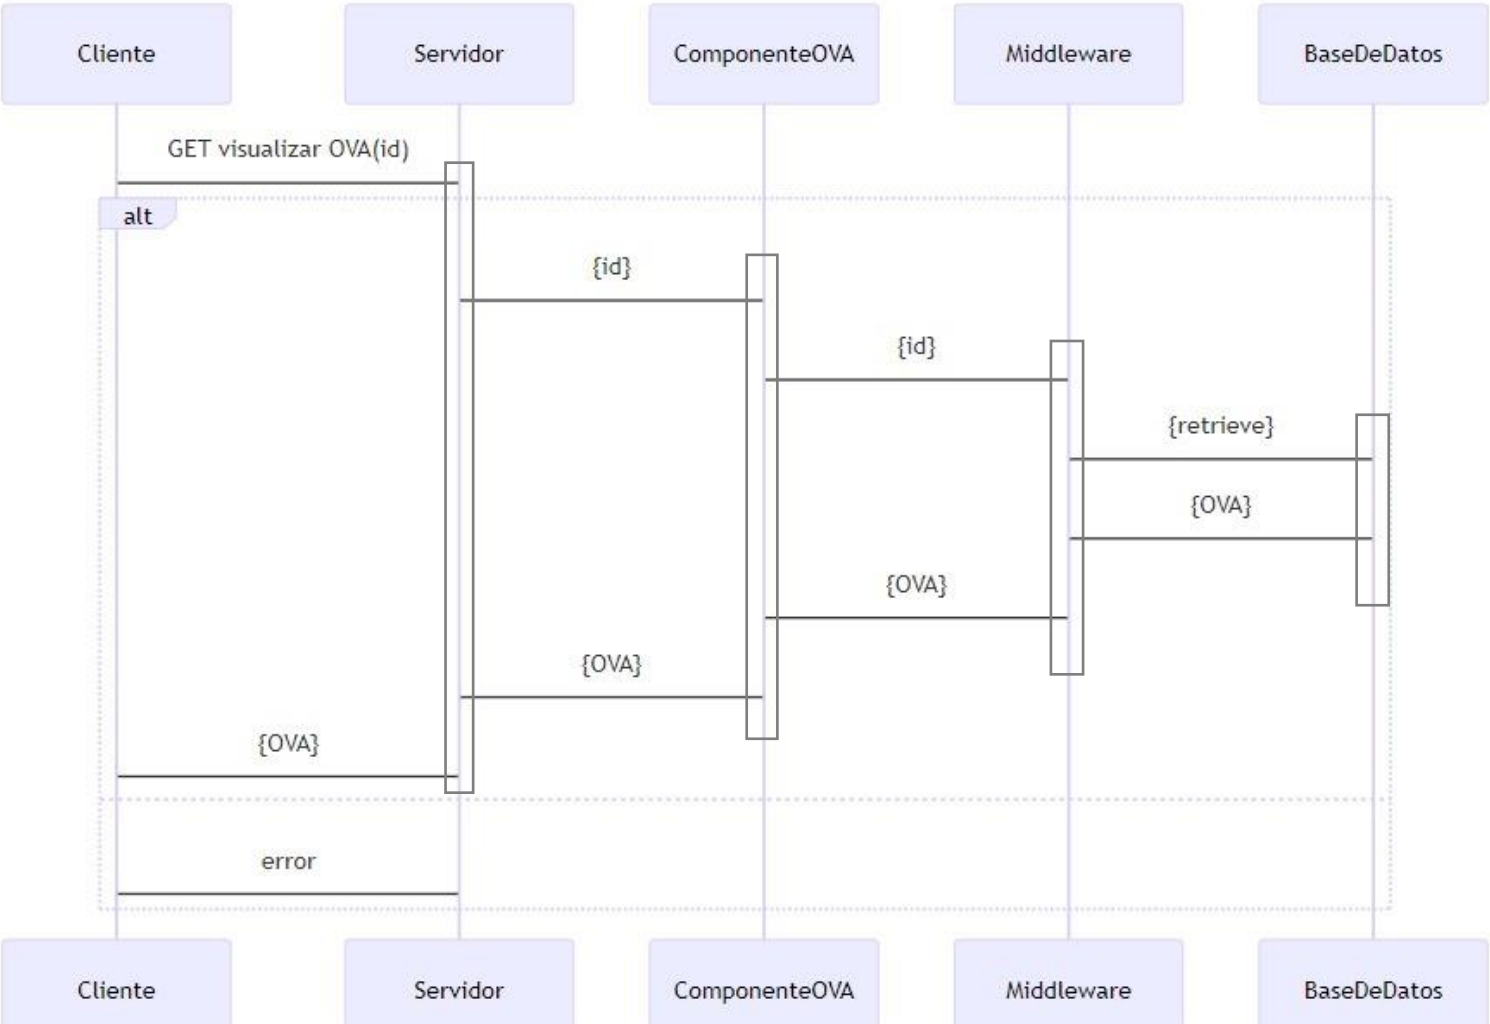 Cliente
Servidor
ComponenteOVA
Middleware
BaseDeDatos
GET visualizar OVA(id)
alt
{id}
{id}
{retrieve}
{OVA}
{OVA}
{OVA}
{OVA}
error
Cliente
Servidor
ComponenteOVA
Middleware
BaseDeDatos